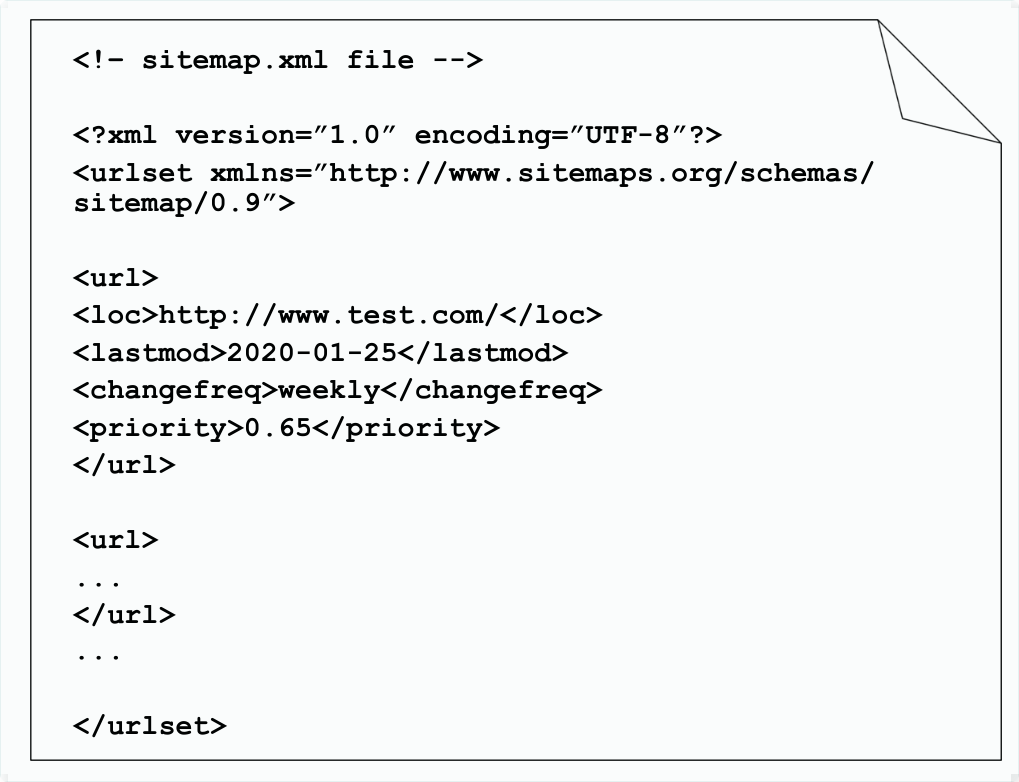 <!– sitemap.xml file -->
<?xml version=”1.0” encoding=”UTF-8”?>
<urlset xmlns=”http://www.sitemaps.org/schemas/
sitemap/0.9”>
<url>
<loc>http://www.test.com/</loc>
<lastmod>2020-01-25</lastmod>
<changefreq>weekly</changefreq>
<priority>0.65</priority>
</url>
<url>
...
</url>
...
</urlset>